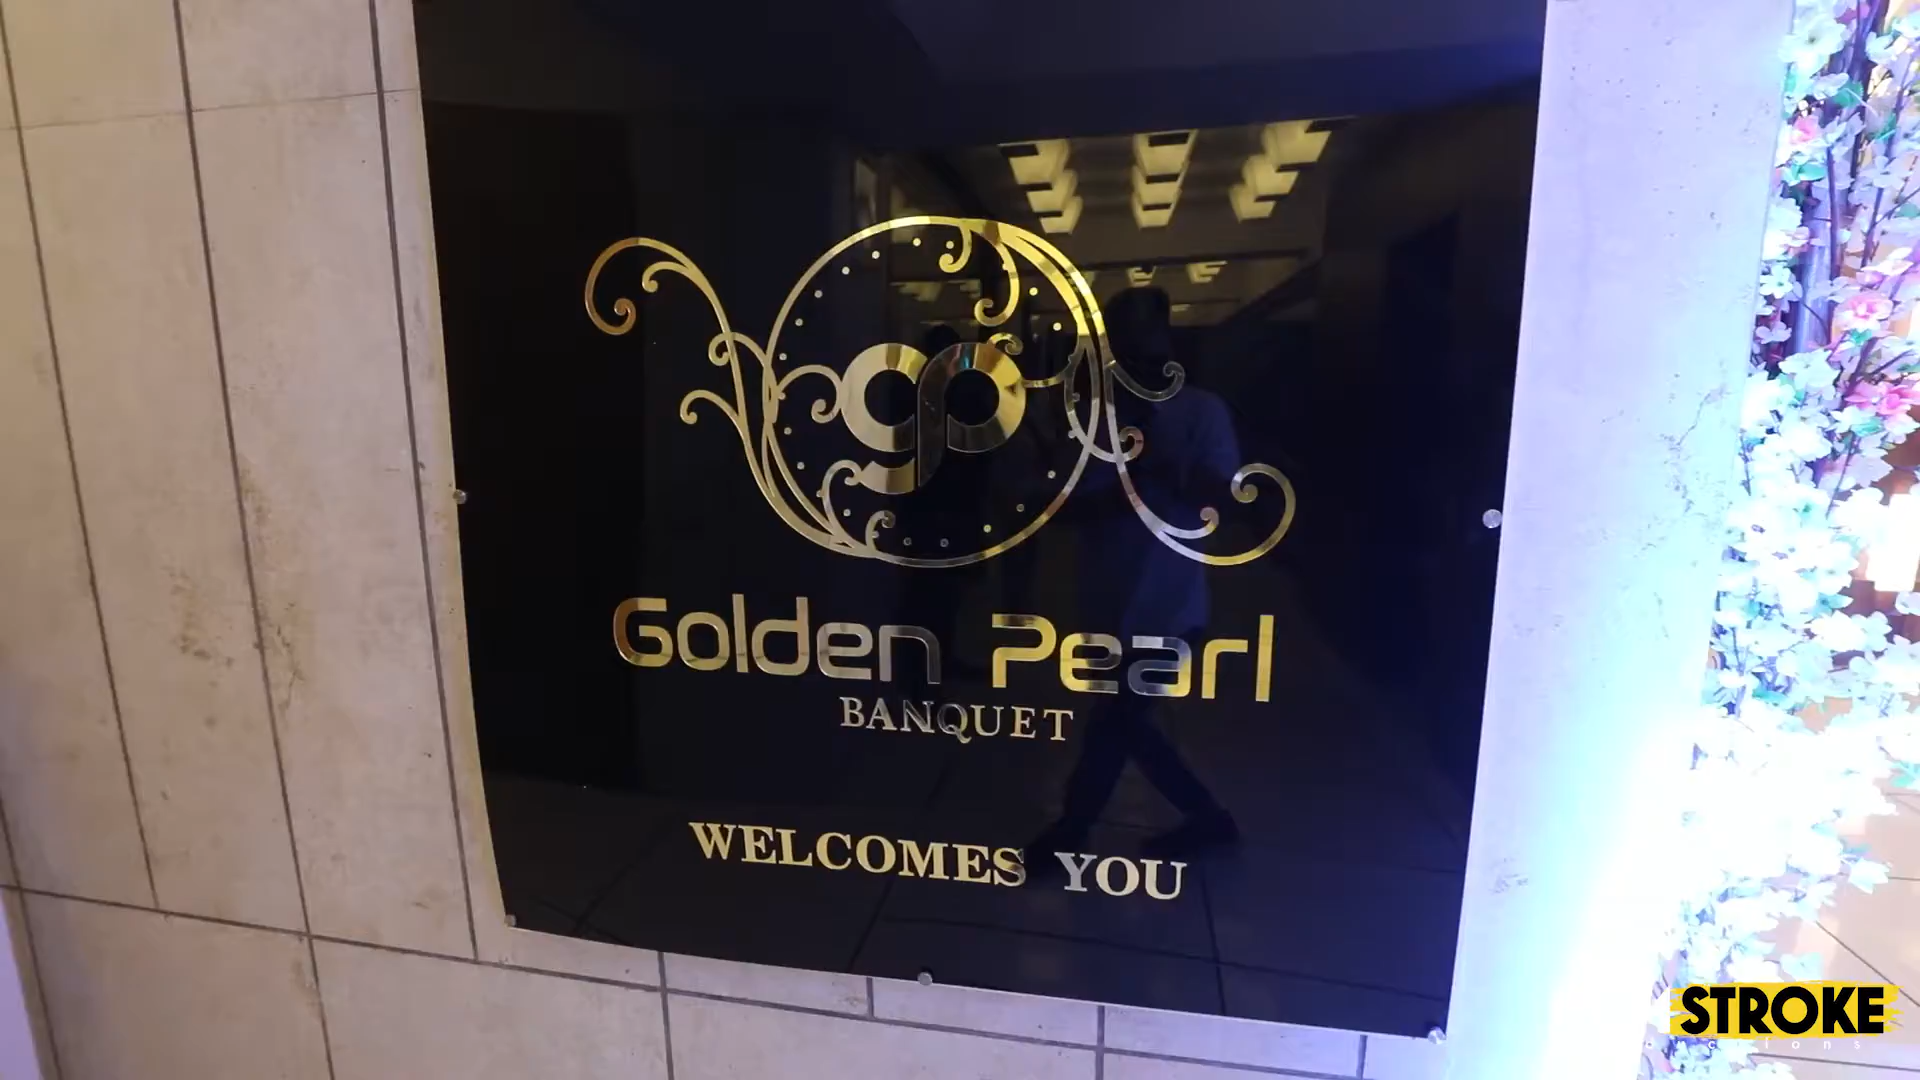 gp
Golden Pearl
BANQUET
WELCOMES YOU
STROKE